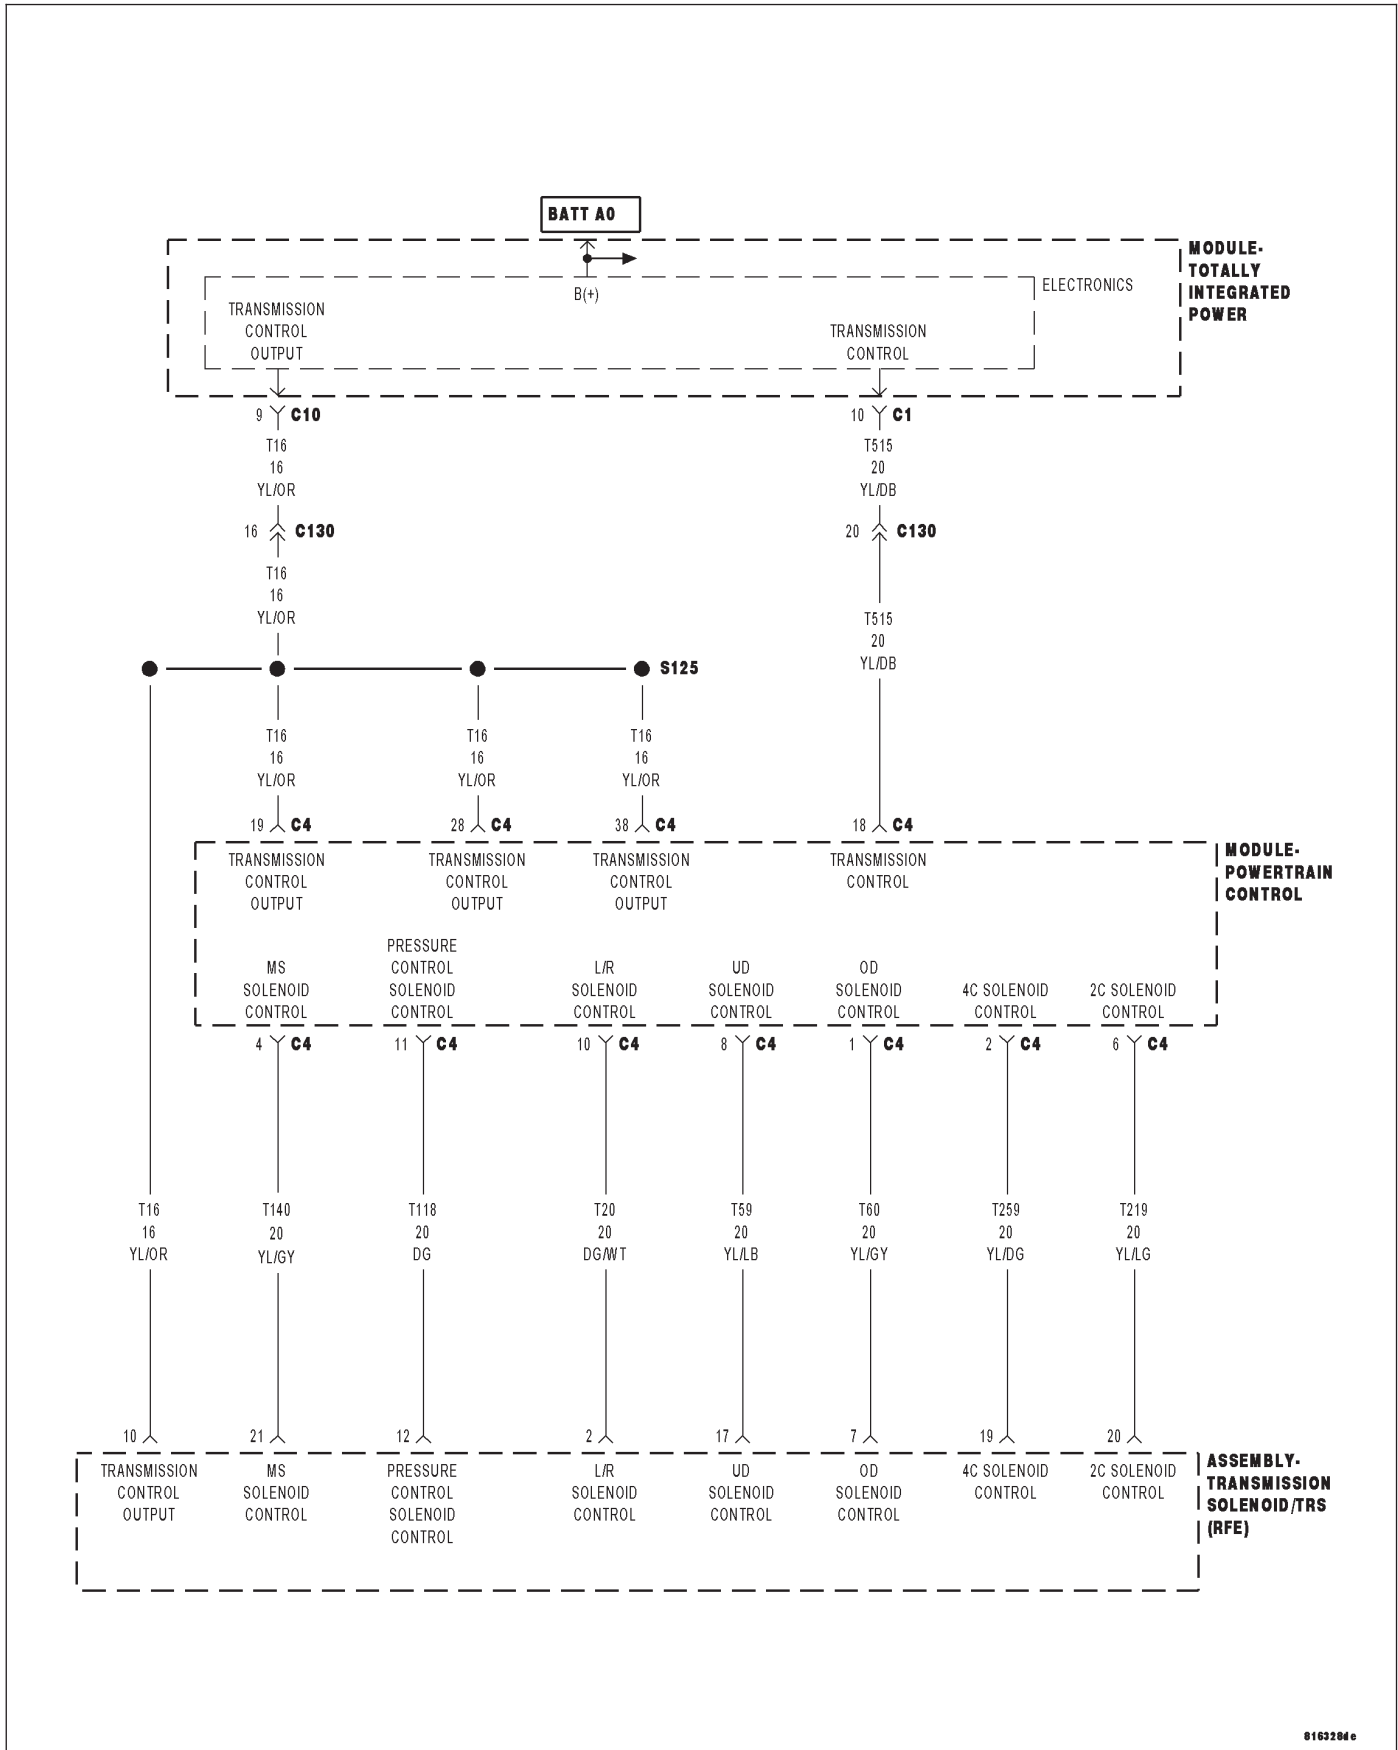 BATT A0
MODULE-
TOTALLY
INTEGRATED
POWER
ELECTRONICS
B(+)
TRANSMISSION
CONTROL
OUTPUT
TRANSMISSION
CONTROL
9 C10
10 C1
T16
16
YL/OR
T515
20
YL/DB
16 C130
20 C130
T16
16
YL/OR
T515
20
YL/DB
S125
T16
16
YL/OR
T16
16
YL/OR
T16
16
YL/OR
19 C4
28 C4
38 C4
18 C4
MODULE-
POWERTRAIN
CONTROL
TRANSMISSION
CONTROL
OUTPUT
TRANSMISSION
CONTROL
OUTPUT
TRANSMISSION
CONTROL
OUTPUT
TRANSMISSION
CONTROL
MS
SOLENOID
CONTROL
PRESSURE
CONTROL
SOLENOID
CONTROL
L/R
SOLENOID
CONTROL
UD
SOLENOID
CONTROL
OD
SOLENOID
CONTROL
4C SOLENOID
CONTROL
2C SOLENOID
CONTROL
4 C4
11 C4
10 C4
8 C4
1 C4
2 C4
6 C4
T16
16
YL/OR
T140
20
YL/GY
T118
20
DG
T20
20
DG/WT
T59
20
YL/LB
T60
20
YL/GY
T259
20
YL/DG
T219
20
YL/LG
10
21
12
2
17
7
19
20
TRANSMISSION
CONTROL
OUTPUT
MS
SOLENOID
CONTROL
PRESSURE
CONTROL
SOLENOID
CONTROL
L/R
SOLENOID
CONTROL
UD
SOLENOID
CONTROL
OD
SOLENOID
CONTROL
4C SOLENOID
CONTROL
2C SOLENOID
CONTROL
ASSEMBLY-
TRANSMISSION
SOLENOID/TRS
(RFE)
816328de